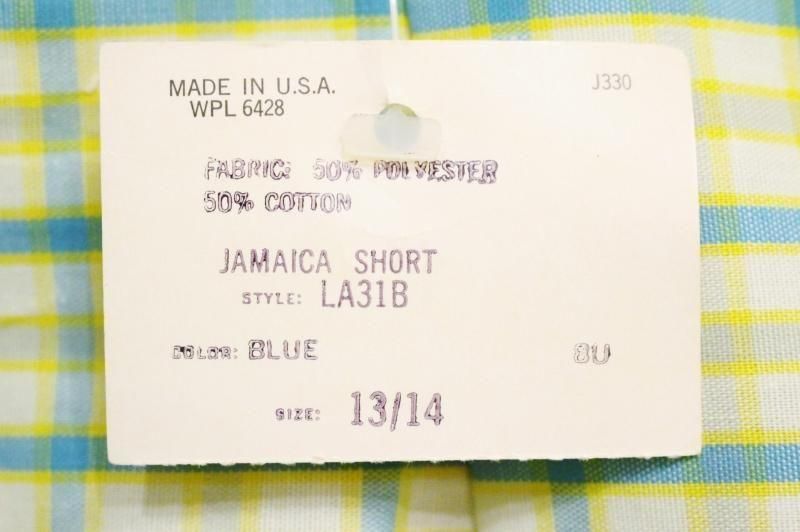 MADE IN U.S.A.
J330
WPL 6428
FABRIC: 50% POLYESTER
50% COTTON
JAMAICA SHORT
STYLE: LA31B
COLOR: BLUE
8U
SIZE: 13/14